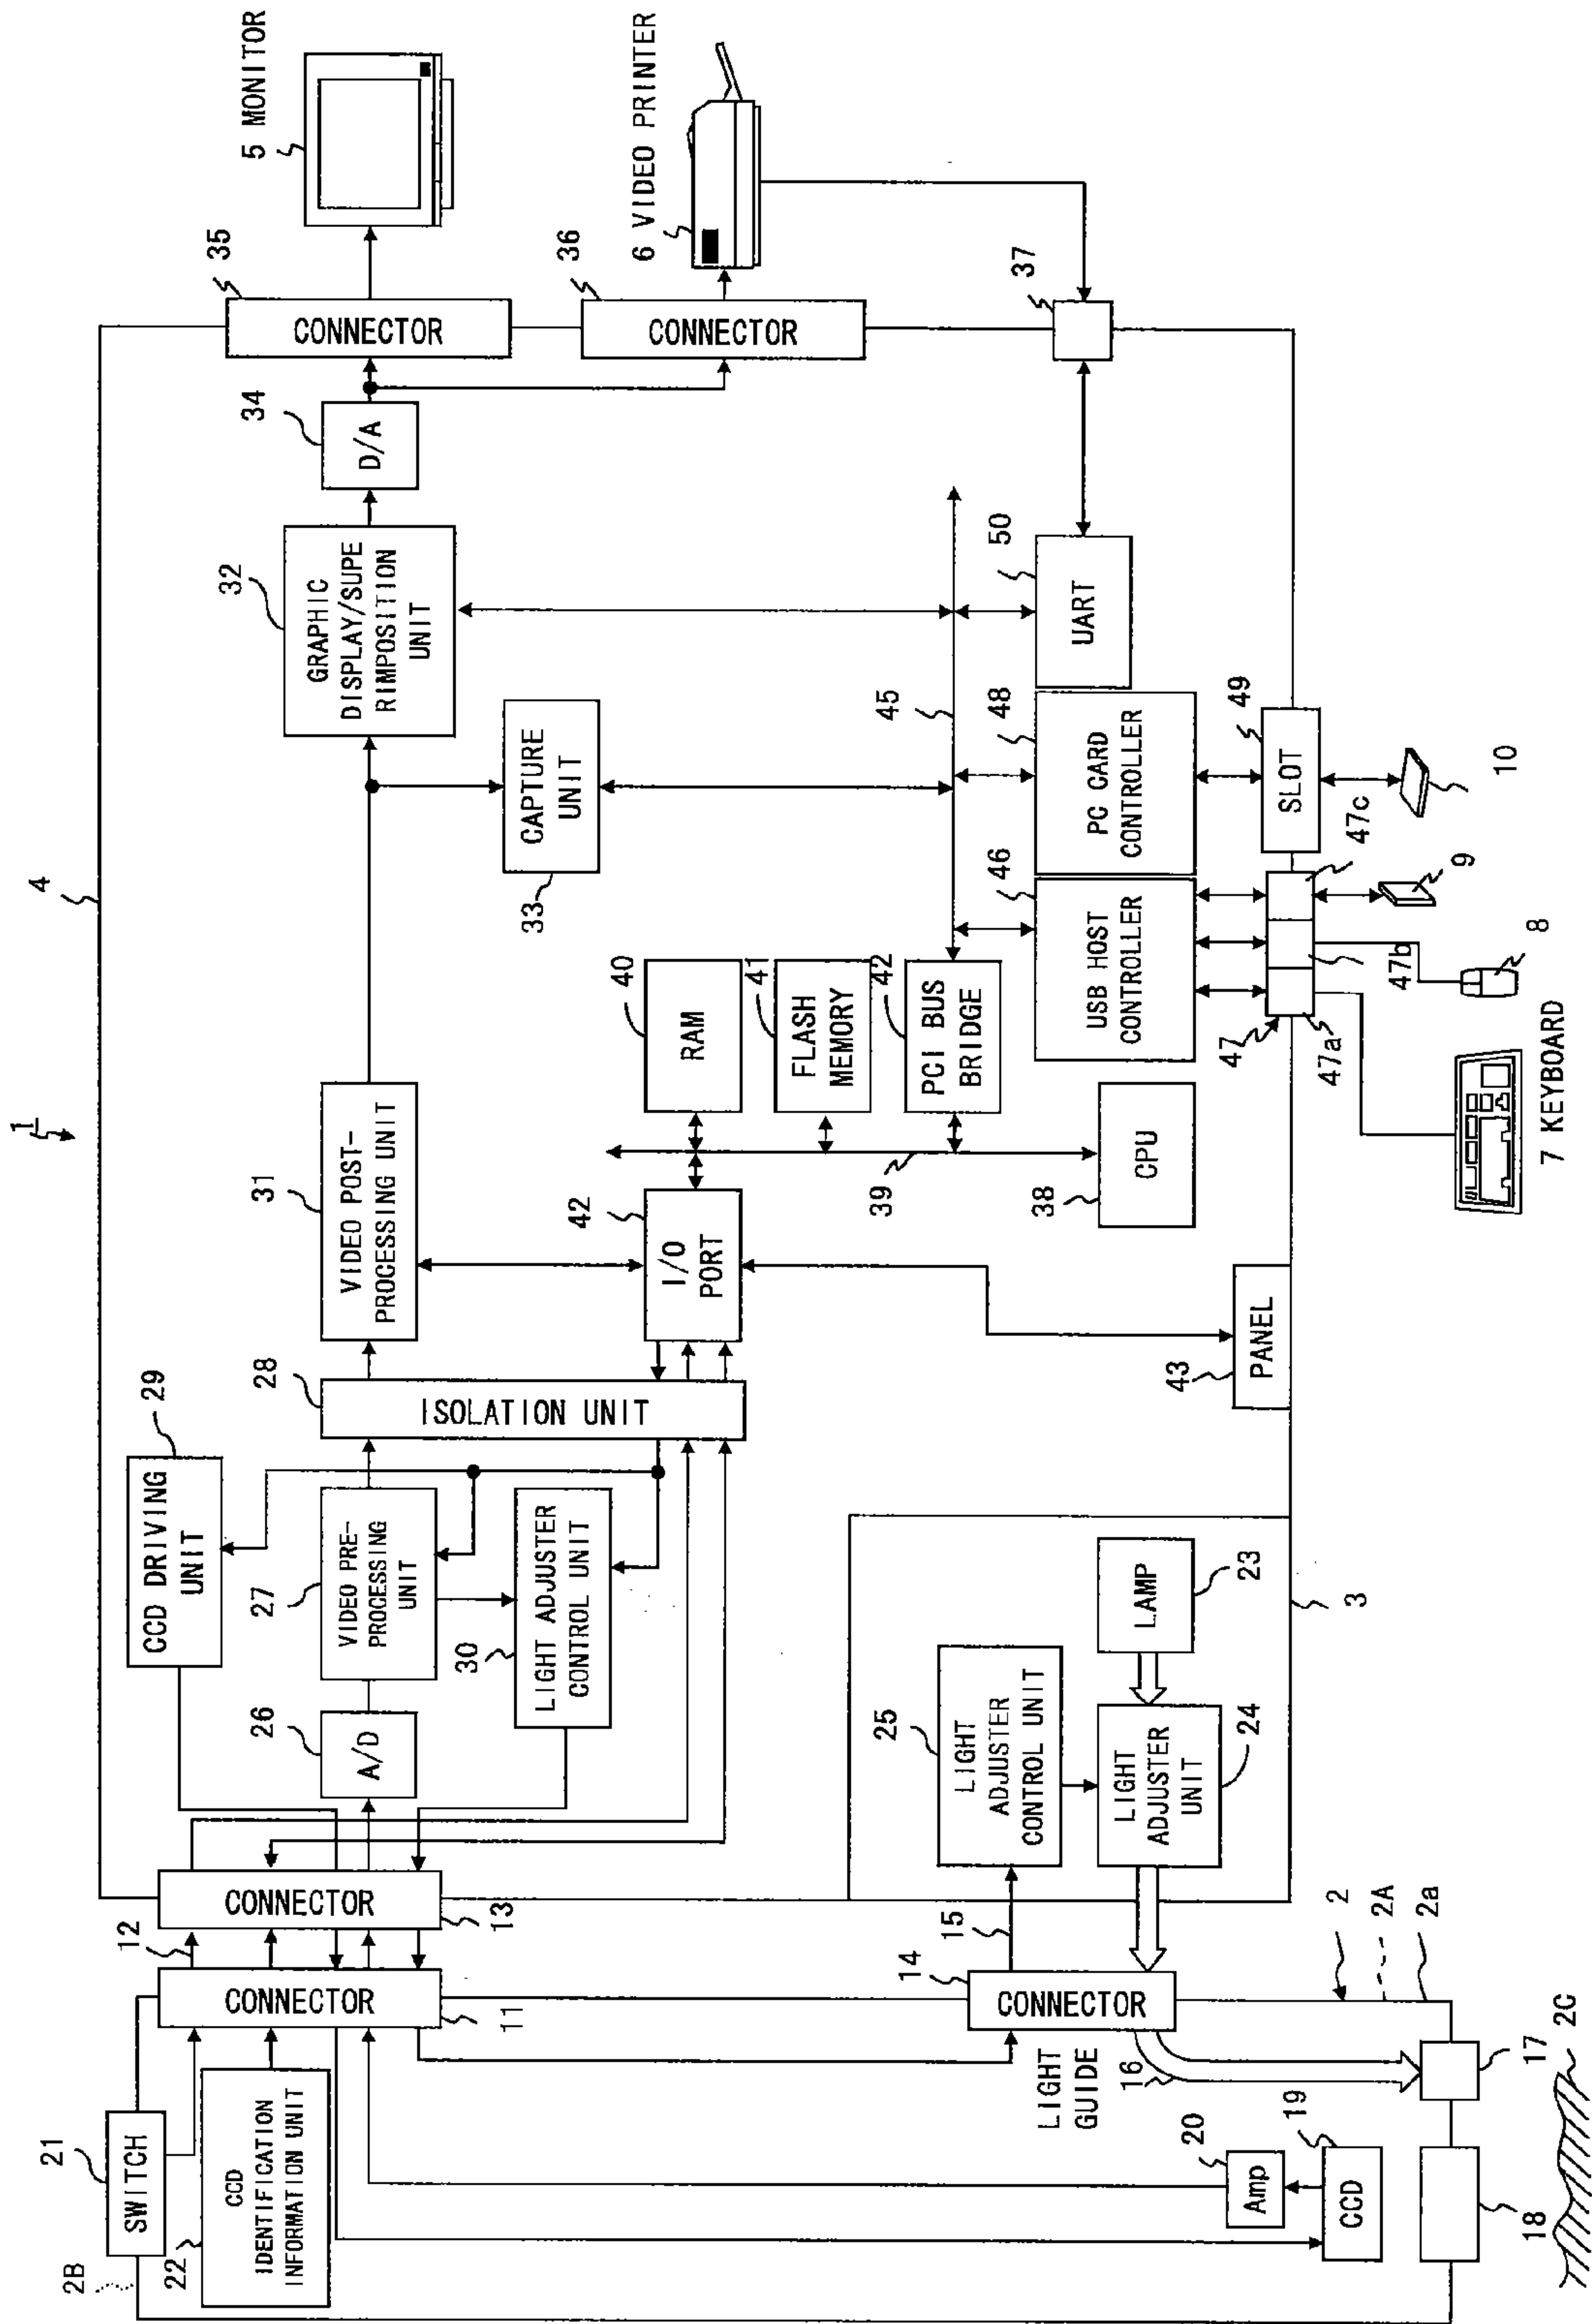 1
4
5 MONITOR
6 VIDEO PRINTER
35
CONNECTOR
36
CONNECTOR
37
34
D/A
32
GRAPHIC
DISPLAY/SUPE
RIMPOSITION
UNIT
33
CAPTURE
UNIT
45
50
UART
48
PC CARD
CONTROLLER
49
SLOT
10
46
USB HOST
CONTROLLER
47
47a
47b
47c
9
8
7 KEYBOARD
31
VIDEO POST-
PROCESSING UNIT
40
RAM
41
FLASH
MEMORY
42
PCI BUS
BRIDGE
39
38
CPU
42
I/O
PORT
43
PANEL
28
ISOLATION UNIT
29
CCD DRIVING
UNIT
27
VIDEO PRE-
PROCESSING
UNIT
30
LIGHT ADJUSTER
CONTROL UNIT
26
A/D
23
LAMP
3
25
LIGHT
ADJUSTER
CONTROL UNIT
24
LIGHT
ADJUSTER
UNIT
12
CONNECTOR
13
CONNECTOR
11
15
14
CONNECTOR
LIGHT
GUIDE
16
2
2A
2a
2C
17
18
19
CCD
20
Amp
21
SWITCH
2B
22
CCD
IDENTIFICATION
INFORMATION UNIT